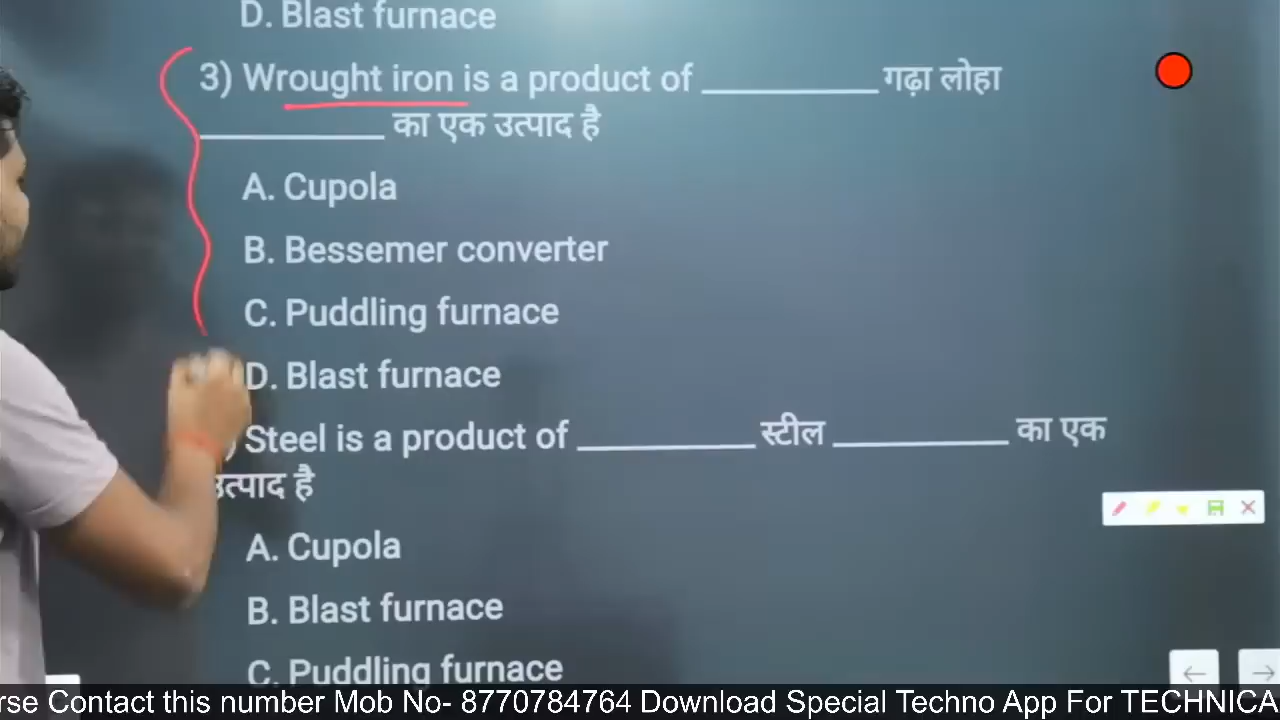 D. Blast furnace
3) Wrought iron is a product of __________ गढ़ा लोहा
__________ का एक उत्पाद है
A. Cupola
B. Bessemer converter
C. Puddling furnace
D. Blast furnace
) Steel is a product of __________ स्टील __________ का एक
उत्पाद है
A. Cupola
B. Blast furnace
C. Puddling furnace
rse Contact this number Mob No- 8770784764 Download Special Techno App For TECHNICA